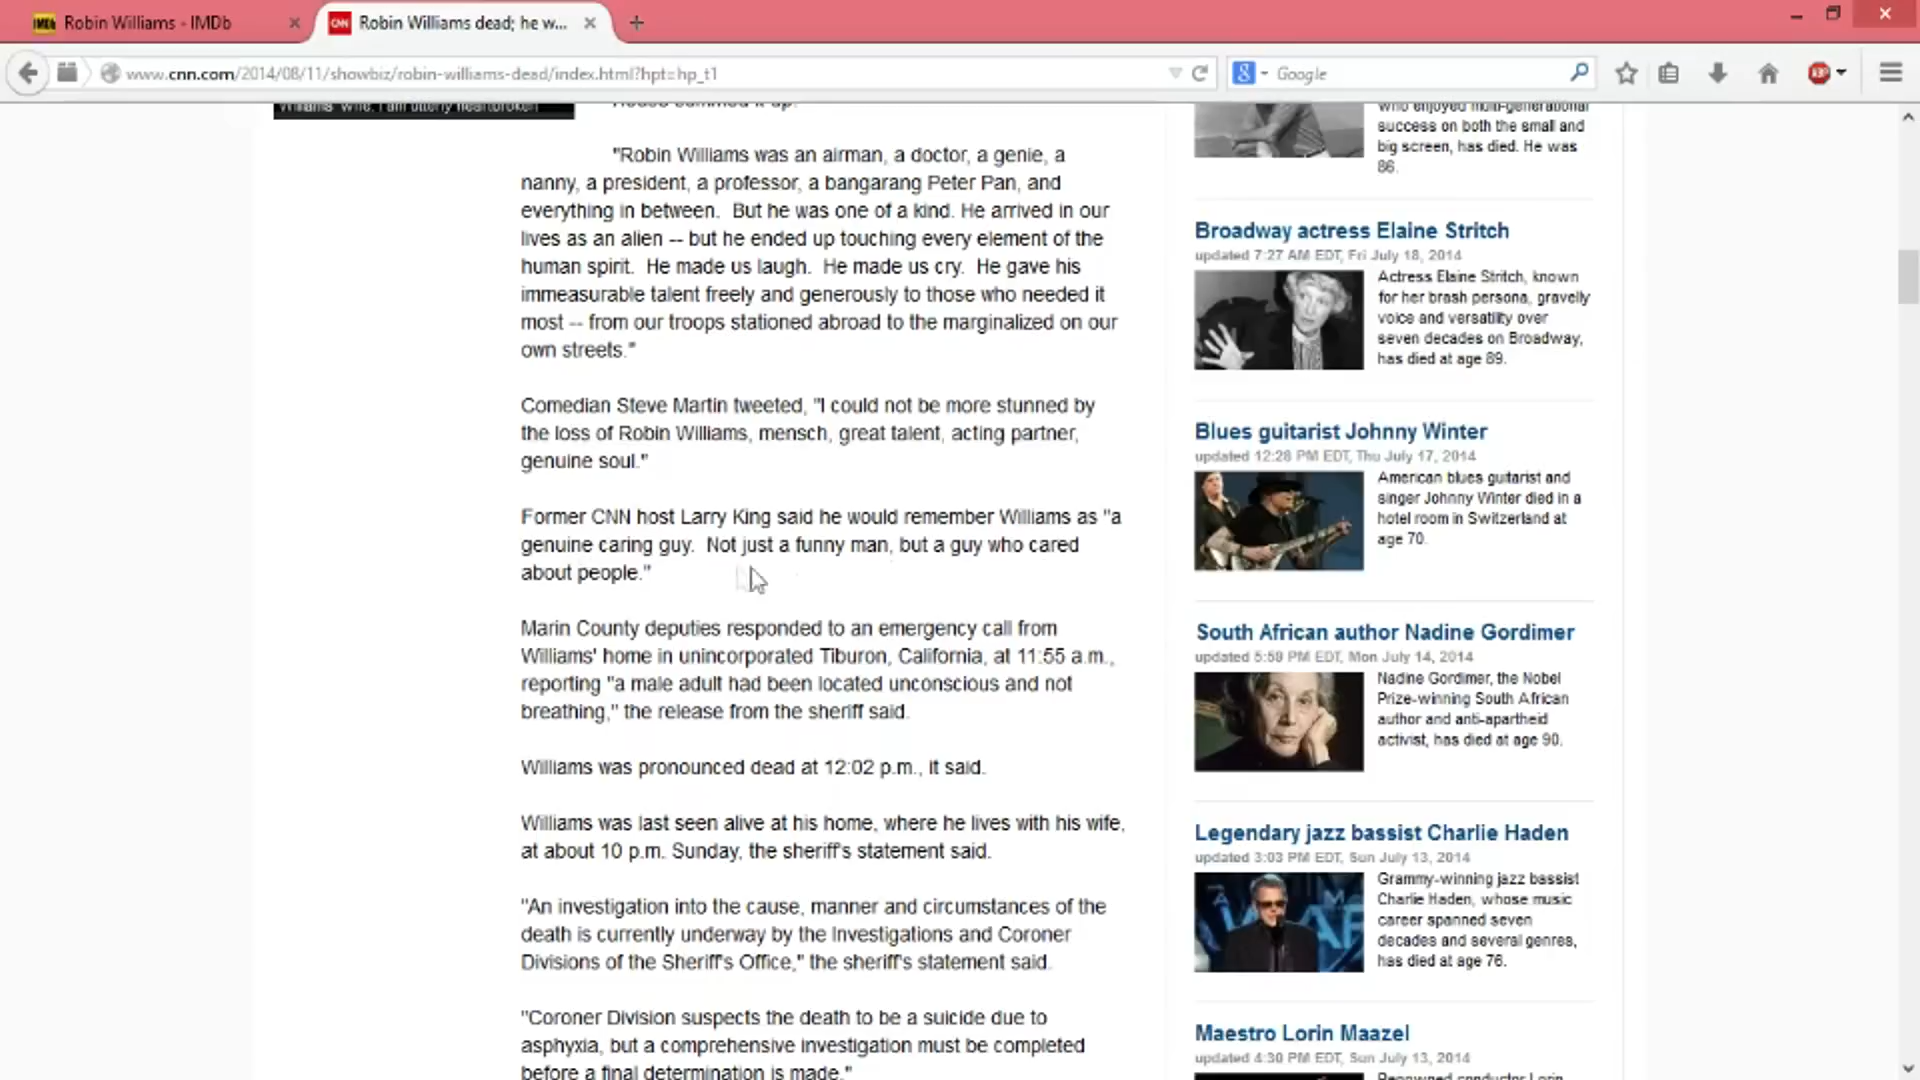 Robin Williams - IMDb
Robin Williams dead; he w...
www.cnn.com/2014/08/11/showbiz/robin-williams-dead/index.html?hpt=hp_t1
Google
Williams' wife: I am utterly heartbroken
"Robin Williams was an airman, a doctor, a genie, a
nanny, a president, a professor, a bangarang Peter Pan, and
everything in between. But he was one of a kind. He arrived in our
lives as an alien -- but he ended up touching every element of the
human spirit. He made us laugh. He made us cry. He gave his
immeasurable talent freely and generously to those who needed it
most -- from our troops stationed abroad to the marginalized on our
own streets."
Comedian Steve Martin tweeted, "I could not be more stunned by
the loss of Robin Williams, mensch, great talent, acting partner,
genuine soul."
Former CNN host Larry King said he would remember Williams as "a
genuine caring guy. Not just a funny man, but a guy who cared
about people."
Marin County deputies responded to an emergency call from
Williams' home in unincorporated Tiburon, California, at 11:55 a.m.,
reporting "a male adult had been located unconscious and not
breathing," the release from the sheriff said.
Williams was pronounced dead at 12:02 p.m., it said.
Williams was last seen alive at his home, where he lives with his wife,
at about 10 p.m. Sunday, the sheriff's statement said.
"An investigation into the cause, manner and circumstances of the
death is currently underway by the Investigations and Coroner
Divisions of the Sheriff's Office," the sheriff's statement said.
"Coroner Division suspects the death to be a suicide due to
asphyxia, but a comprehensive investigation must be completed
before a final determination is made."
who enjoyed multi-generational
success on both the small and
big screen, has died. He was
86.
Broadway actress Elaine Stritch
updated 7:27 AM EDT, Fri July 18, 2014
Actress Elaine Stritch, known
for her brash persona, gravelly
voice and versatility over
seven decades on Broadway,
has died at age 89.
Blues guitarist Johnny Winter
updated 12:28 PM EDT, Thu July 17, 2014
American blues guitarist and
singer Johnny Winter died in a
hotel room in Switzerland at
age 70.
South African author Nadine Gordimer
updated 5:59 PM EDT, Mon July 14, 2014
Nadine Gordimer, the Nobel
Prize-winning South African
author and anti-apartheid
activist, has died at age 90.
Legendary jazz bassist Charlie Haden
updated 3:03 PM EDT, Sun July 13, 2014
Grammy-winning jazz bassist
Charlie Haden, whose music
career spanned seven
decades and several genres,
has died at age 76.
Maestro Lorin Maazel
updated 4:30 PM EDT, Sun July 13, 2014
Renowned conductor Lorin